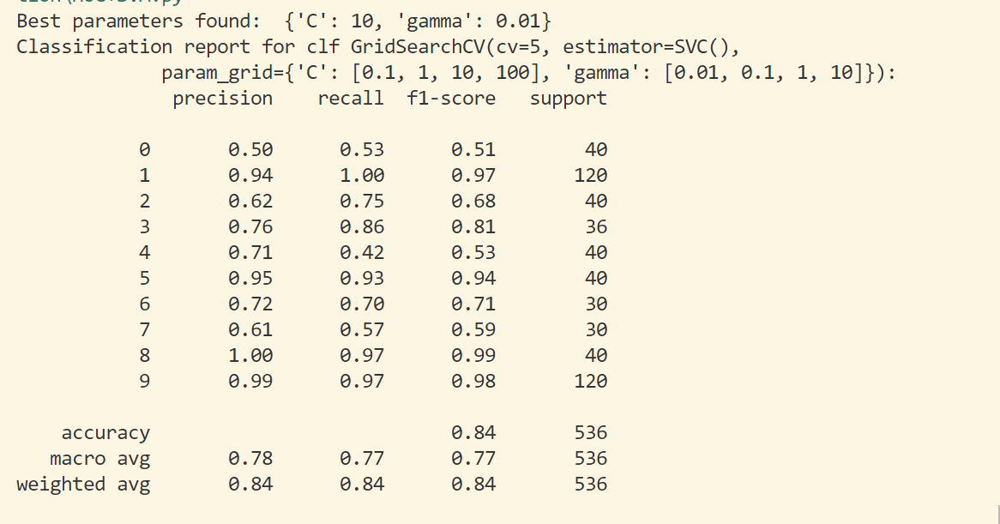 Best parameters found:  {'C': 10, 'gamma': 0.01}
Classification report for clf GridSearchCV(cv=5, estimator=SVC(),
             param_grid={'C': [0.1, 1, 10, 100], 'gamma': [0.01, 0.1, 1, 10]}):
              precision    recall  f1-score   support
           0       0.50      0.53      0.51        40
           1       0.94      1.00      0.97       120
           2       0.62      0.75      0.68        40
           3       0.76      0.86      0.81        36
           4       0.71      0.42      0.53        40
           5       0.95      0.93      0.94        40
           6       0.72      0.70      0.71        30
           7       0.61      0.57      0.59        30
           8       1.00      0.97      0.99        40
           9       0.99      0.97      0.98       120
    accuracy                           0.84       536
   macro avg       0.78      0.77      0.77       536
weighted avg       0.84      0.84      0.84       536